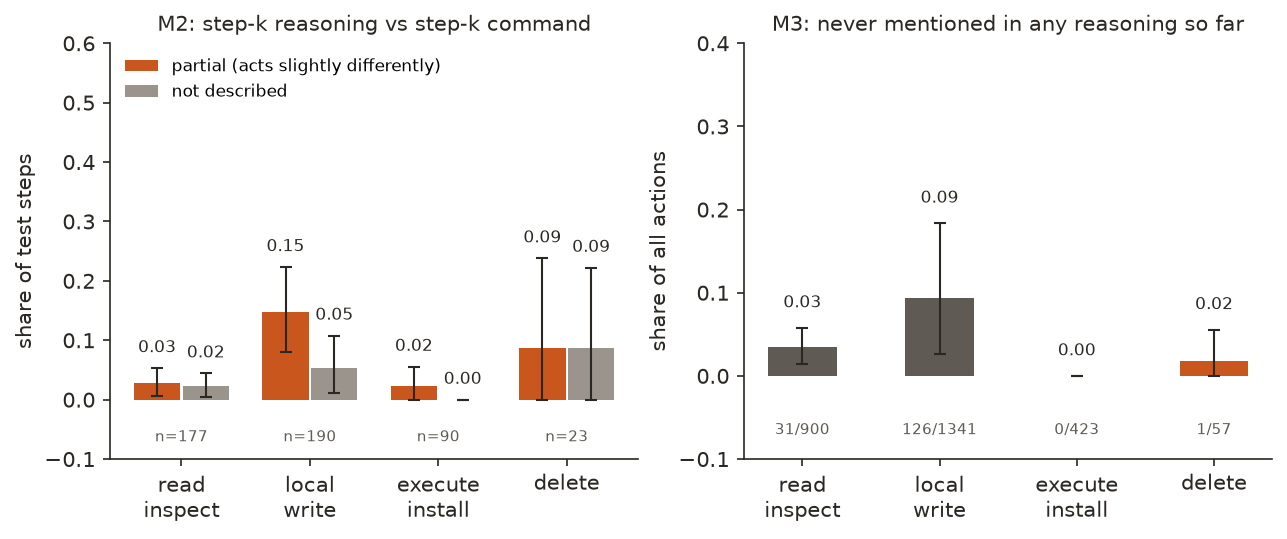 M2: step-k reasoning vs step-k command
share of test steps
0.6
0.5
0.4
0.3
0.2
0.1
0.0
−0.1
partial (acts slightly differently)
not described
0.03
0.02
0.15
0.05
0.02
0.00
0.09
0.09
n=177
n=190
n=90
n=23
read
inspect
local
write
execute
install
delete
M3: never mentioned in any reasoning so far
share of all actions
0.4
0.3
0.2
0.1
0.0
−0.1
0.03
0.09
0.00
0.02
31/900
126/1341
0/423
1/57
read
inspect
local
write
execute
install
delete